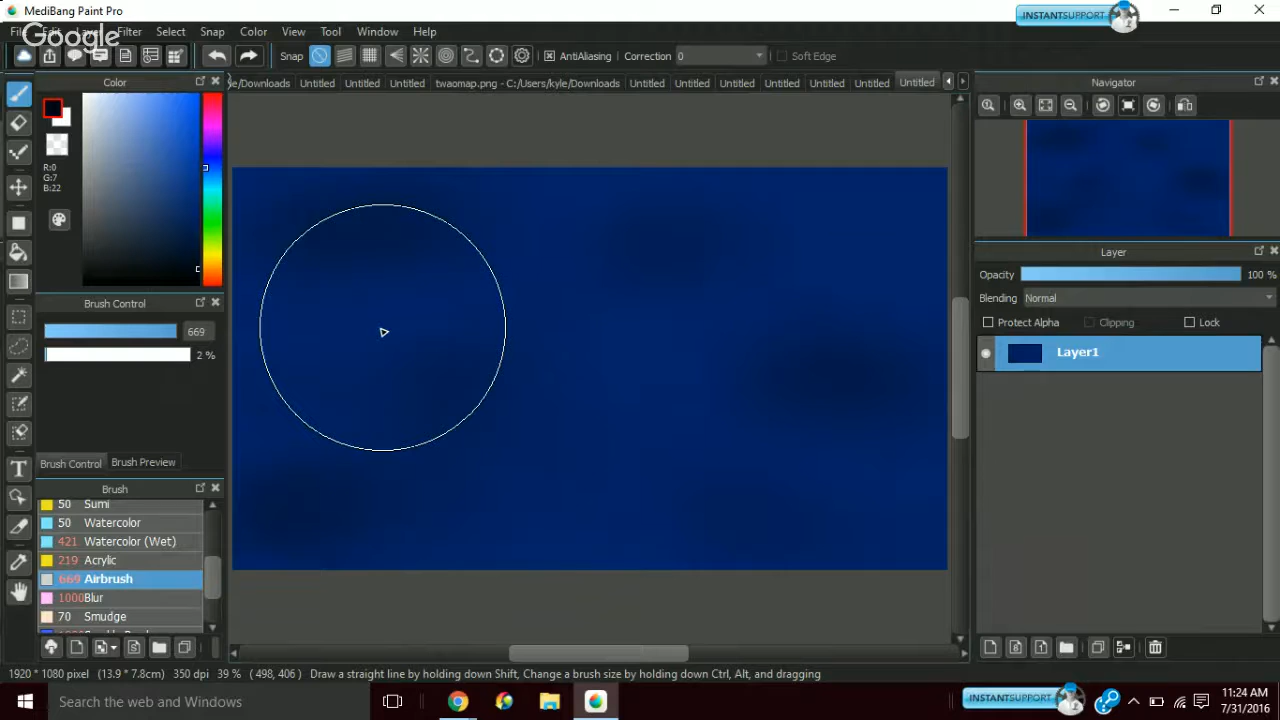 MediBang Paint Pro
INSTANTSUPPORT
File Edit Layer Filter Select Snap Color View Tool Window Help
Google
Snap AntiAliasing Correction 0 Soft Edge
Color
le/Downloads Untitled Untitled Untitled twaomap.png - C:/Users/kyle/Downloads Untitled Untitled Untitled Untitled Untitled Untitled Untitled
Navigator
R:0
G:7
B:22
Brush Control
669
2 %
Layer
Opacity 100 %
Blending Normal
Protect Alpha Clipping Lock
Layer1
Brush Control Brush Preview
Brush
50 Sumi
50 Watercolor
421 Watercolor (Wet)
219 Acrylic
669 Airbrush
1000 Blur
70 Smudge
1920 * 1080 pixel (13.9 * 7.8cm) 350 dpi 39 % ( 498, 406) Draw a straight line by holding down Shift, Change a brush size by holding down Ctrl, Alt, and dragging
Search the web and Windows
INSTANTSUPPORT
11:24 AM
7/31/2016